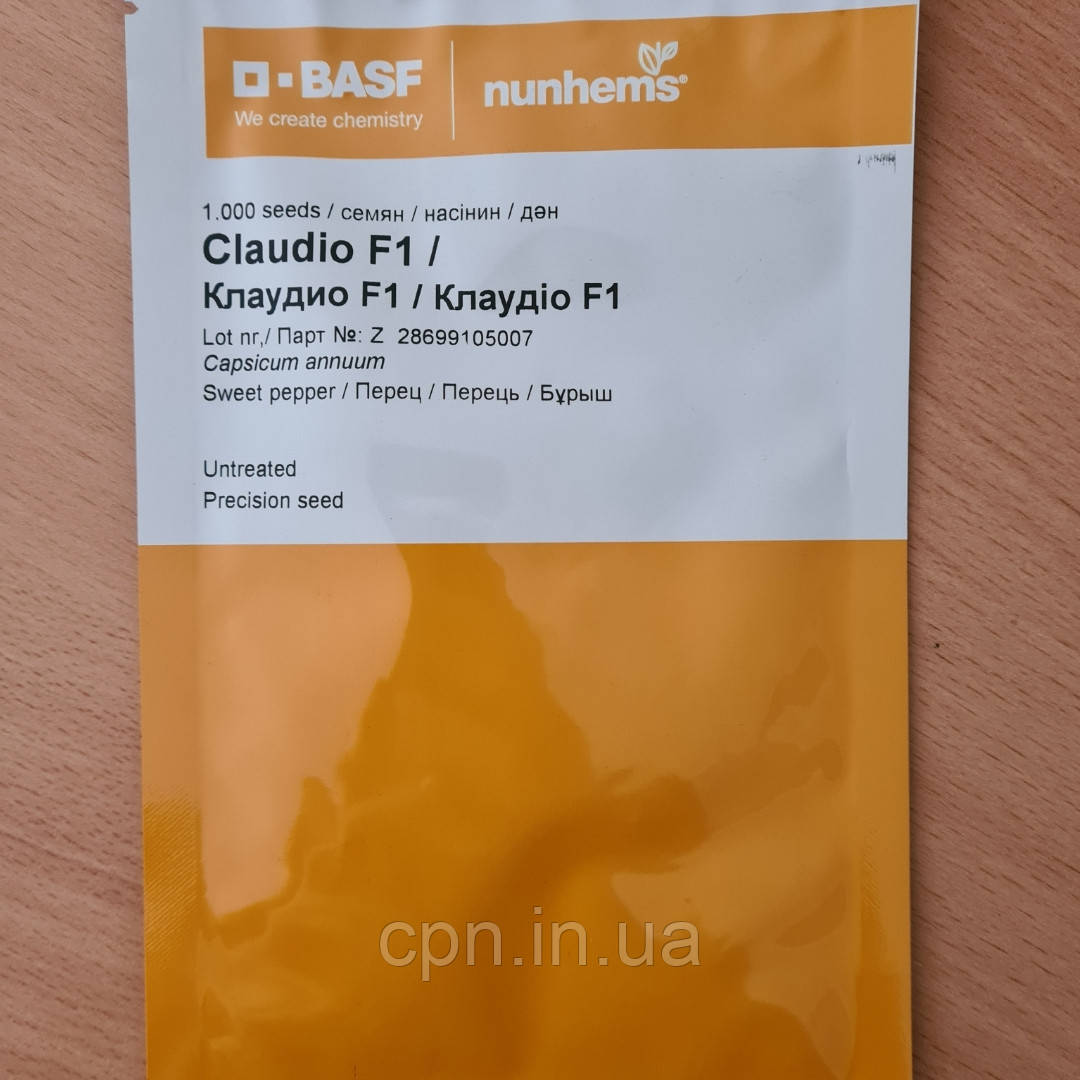 BASF
We create chemistry
nunhems®
1.000 seeds / семян / насінин / дән
Claudio F1 /
Клаудио F1 / Клаудіо F1
Lot nr,/ Парт №: Z 28699105007
Capsicum annuum
Sweet pepper / Перец / Перець / Бұрыш
Untreated
Precision seed
cpn.in.ua